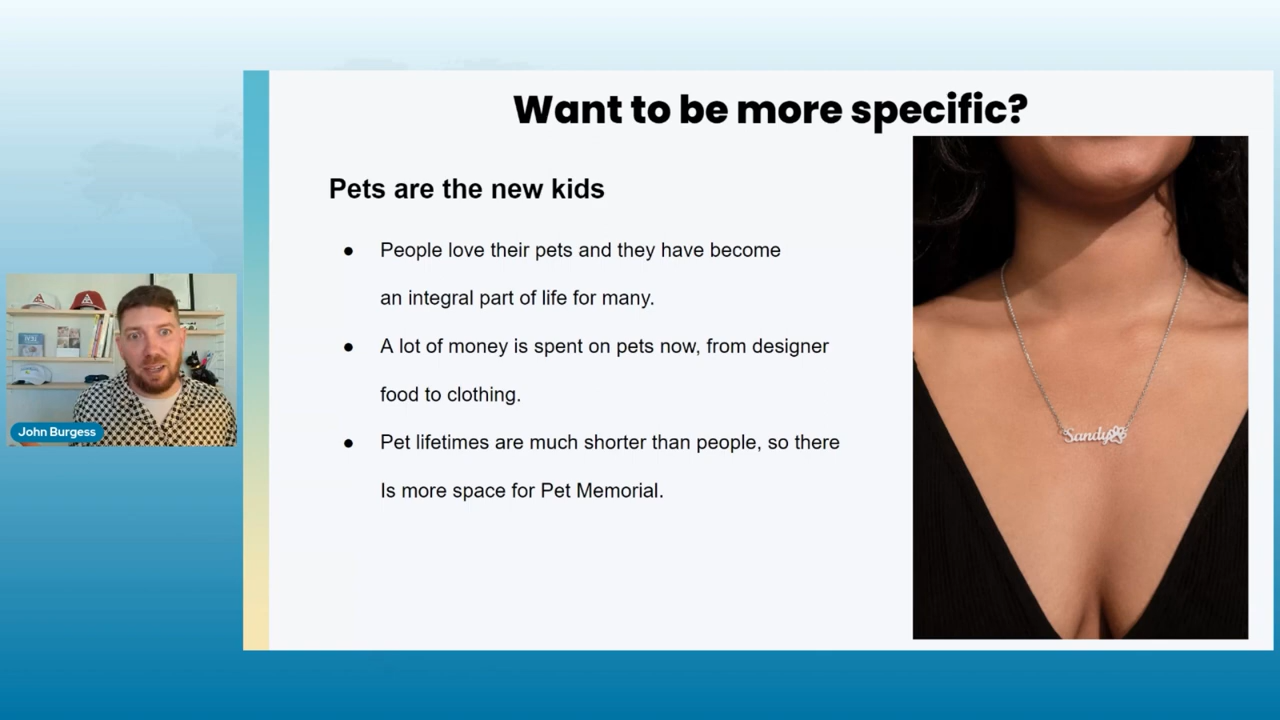 Want to be more specific?
Pets are the new kids
● People love their pets and they have become
an integral part of life for many.
● A lot of money is spent on pets now, from designer
food to clothing.
● Pet lifetimes are much shorter than people, so there
Is more space for Pet Memorial.
Sandy
John Burgess